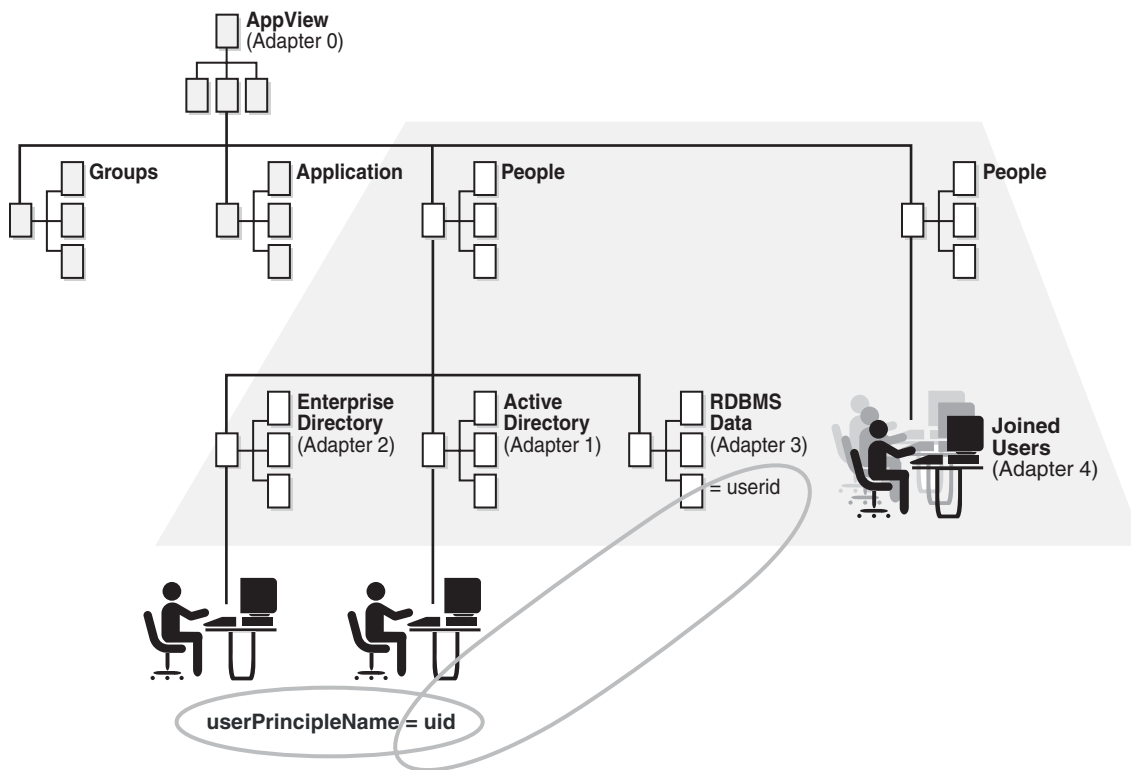 AppView
(Adapter 0)
Groups
Application
People
People
Enterprise
Directory
(Adapter 2)
Active
Directory
(Adapter 1)
RDBMS
Data
(Adapter 3)
= userid
Joined
Users
(Adapter 4)
userPrincipleName = uid